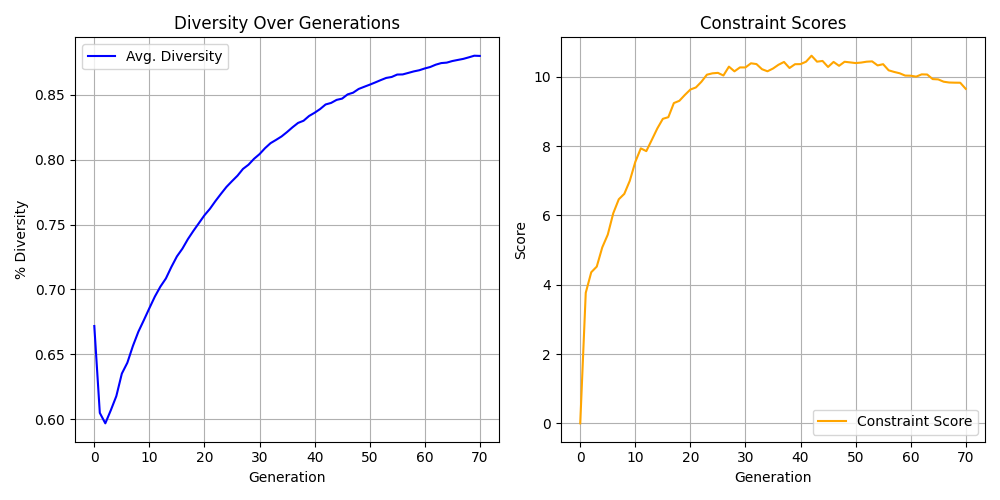 Diversity Over Generations
Avg. Diversity
% Diversity
0.85
0.80
0.75
0.70
0.65
0.60
0 10 20 30 40 50 60 70
Generation
Constraint Scores
Score
10
8
6
4
2
0
Constraint Score
0 10 20 30 40 50 60 70
Generation